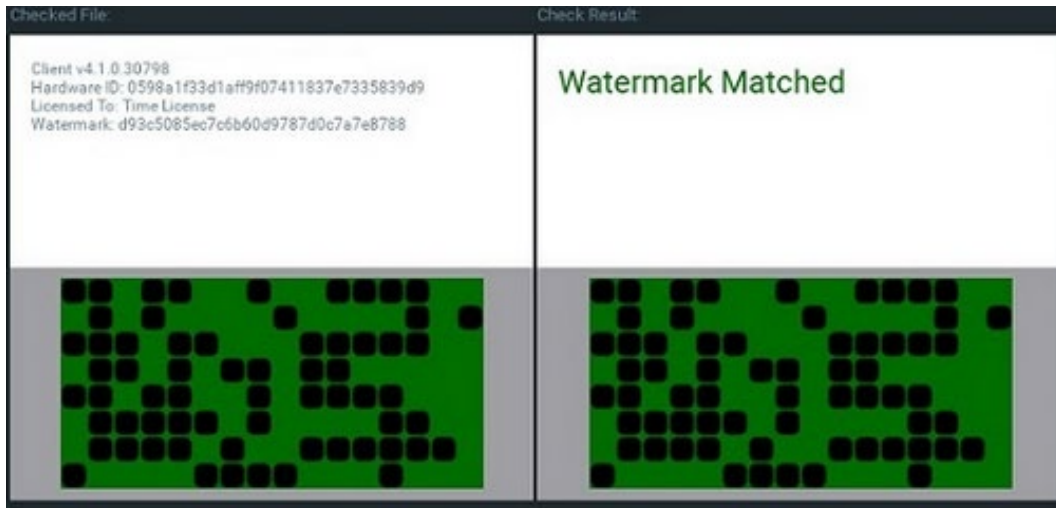 Checked File:
Check Result:
Client v4.1.0.30798
Hardware ID: 0598a1f33d1aff9f07411837e7335839d9
Licensed To: Time License
Watermark: d93c5085ec7c6b60d9787d0c7a7e8788
Watermark Matched